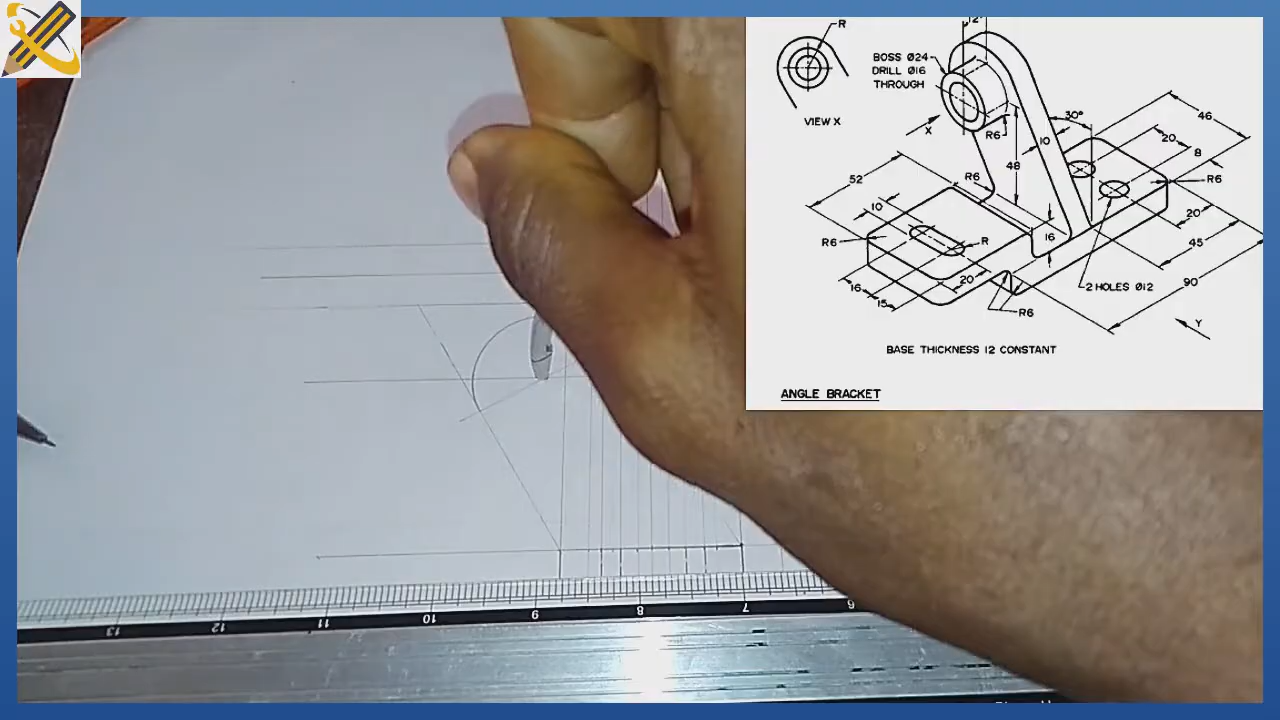 R
12
BOSS Ø24
DRILL Ø16
THROUGH
VIEW X
X
R6
10
30°
46
20
8
R6
48
R6
52
10
R6
R
16
20
45
90
20
16
15
2 HOLES Ø12
R6
Y
BASE THICKNESS 12 CONSTANT
ANGLE BRACKET
13
12
11
10
9
8
7
6